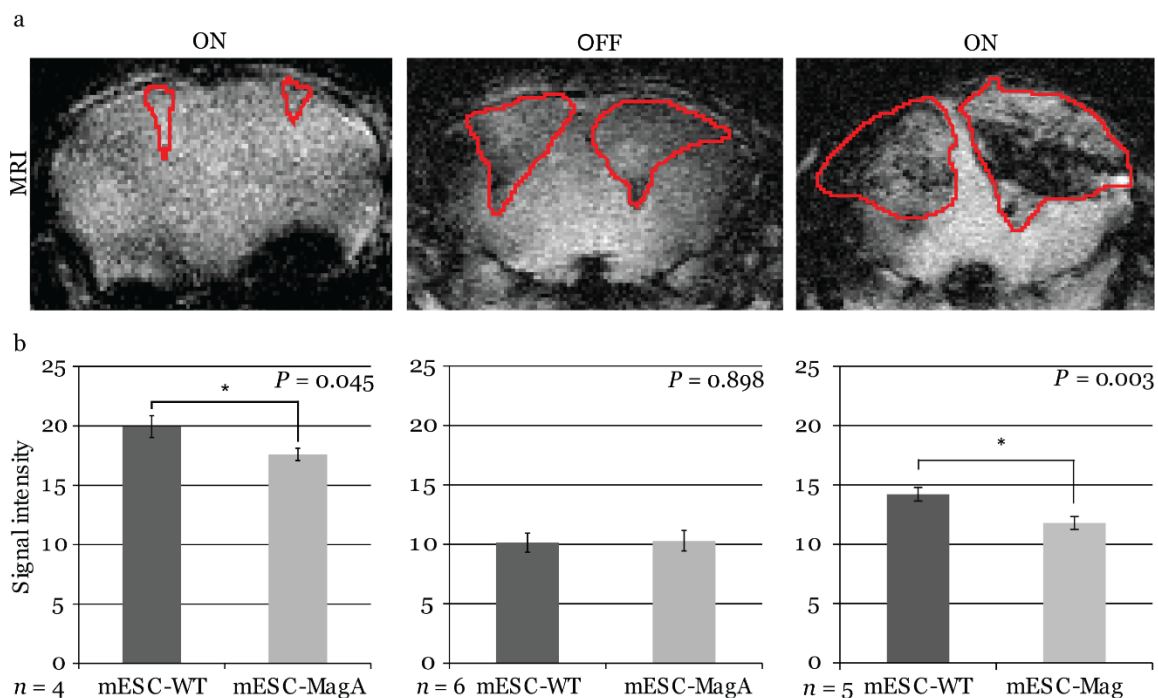 a
ON OFF ON
MRI
b
25 25 25
P = 0.045 P = 0.898 P = 0.003
* *
20 20 20
15 15 15
10 10 10
5 5 5
0 0 0
Signal intensity
n = 4 mESC-WT mESC-MagA n = 6 mESC-WT mESC-MagA n = 5 mESC-WT mESC-Mag